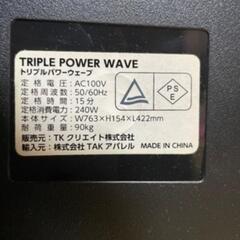 TRIPLE POWER WAVE
トリプルパワーウェーブ
定 格 電 圧：AC100V
定格周波数：50/60Hz
定 格 時 間：15分
定格消費電力：240W
本体サイズ：W763×H154×L422mm
耐 荷 重 量：90kg
販売元：TK クリエイト株式会社
輸入元：株式会社 TAK アパレル
MADE IN CHINA
PS
E